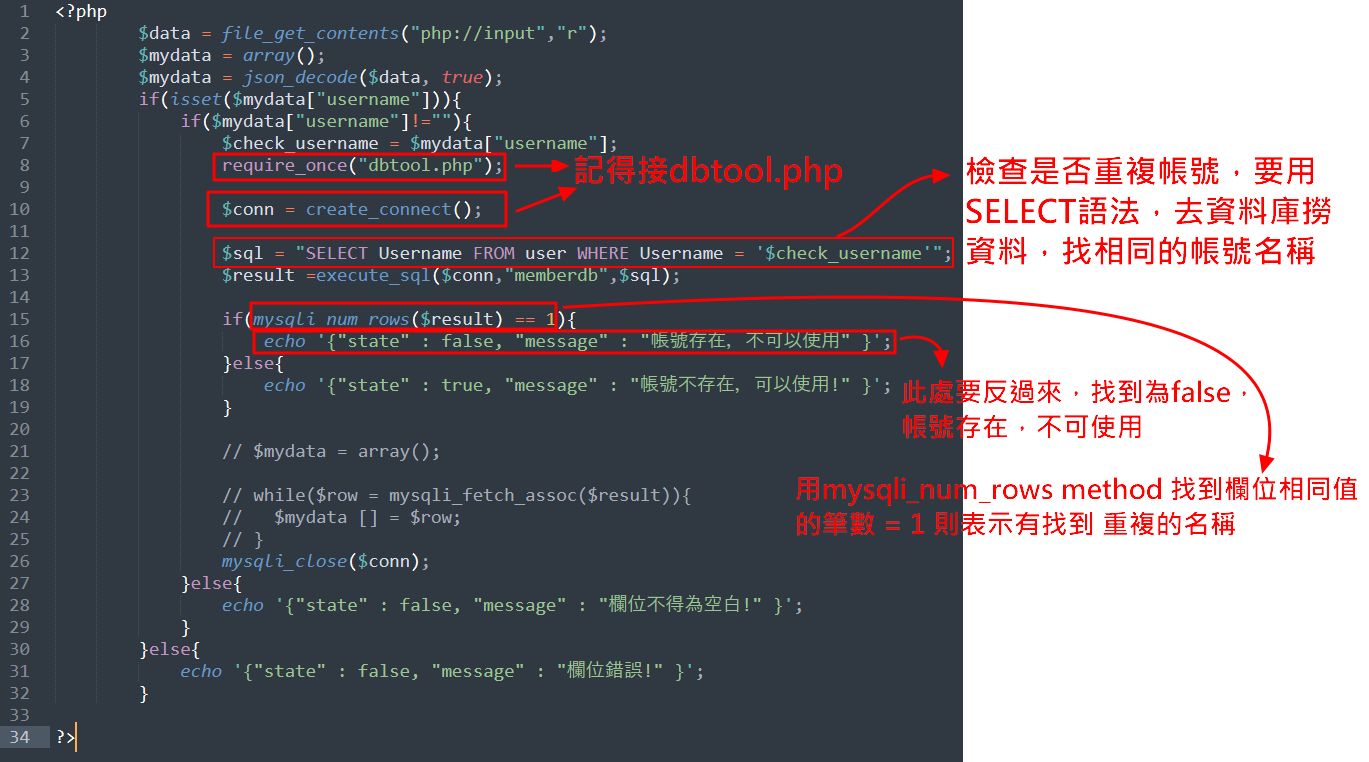 1 <?php
2 $data = file_get_contents("php://input","r");
3 $mydata = array();
4 $mydata = json_decode($data, true);
5 if(isset($mydata["username"])){
6 if($mydata["username"]!=""){
7 $check_username = $mydata["username"];
8 require_once("dbtool.php");
記得接dbtool.php
9
10 $conn = create_connect();
11
12 $sql = "SELECT Username FROM user WHERE Username = '$check_username'";
檢查是否重複帳號，要用
SELECT語法，去資料庫撈
資料，找相同的帳號名稱
13 $result =execute_sql($conn,"memberdb",$sql);
14
15 if(mysqli_num_rows($result) == 1){
16 echo '{"state" : false, "message" : "帳號存在, 不可以使用" }';
17 }else{
18 echo '{"state" : true, "message" : "帳號不存在, 可以使用!" }';
此處要反過來，找到為false，
帳號存在，不可使用
19 }
20
21 // $mydata = array();
22
23 // while($row = mysqli_fetch_assoc($result)){
24 // $mydata [] = $row;
25 // }
用mysqli_num_rows method 找到欄位相同值
的筆數 = 1 則表示有找到 重複的名稱
26 mysqli_close($conn);
27 }else{
28 echo '{"state" : false, "message" : "欄位不得為空白!" }';
29 }
30 }else{
31 echo '{"state" : false, "message" : "欄位錯誤!" }';
32 }
33
34 ?>